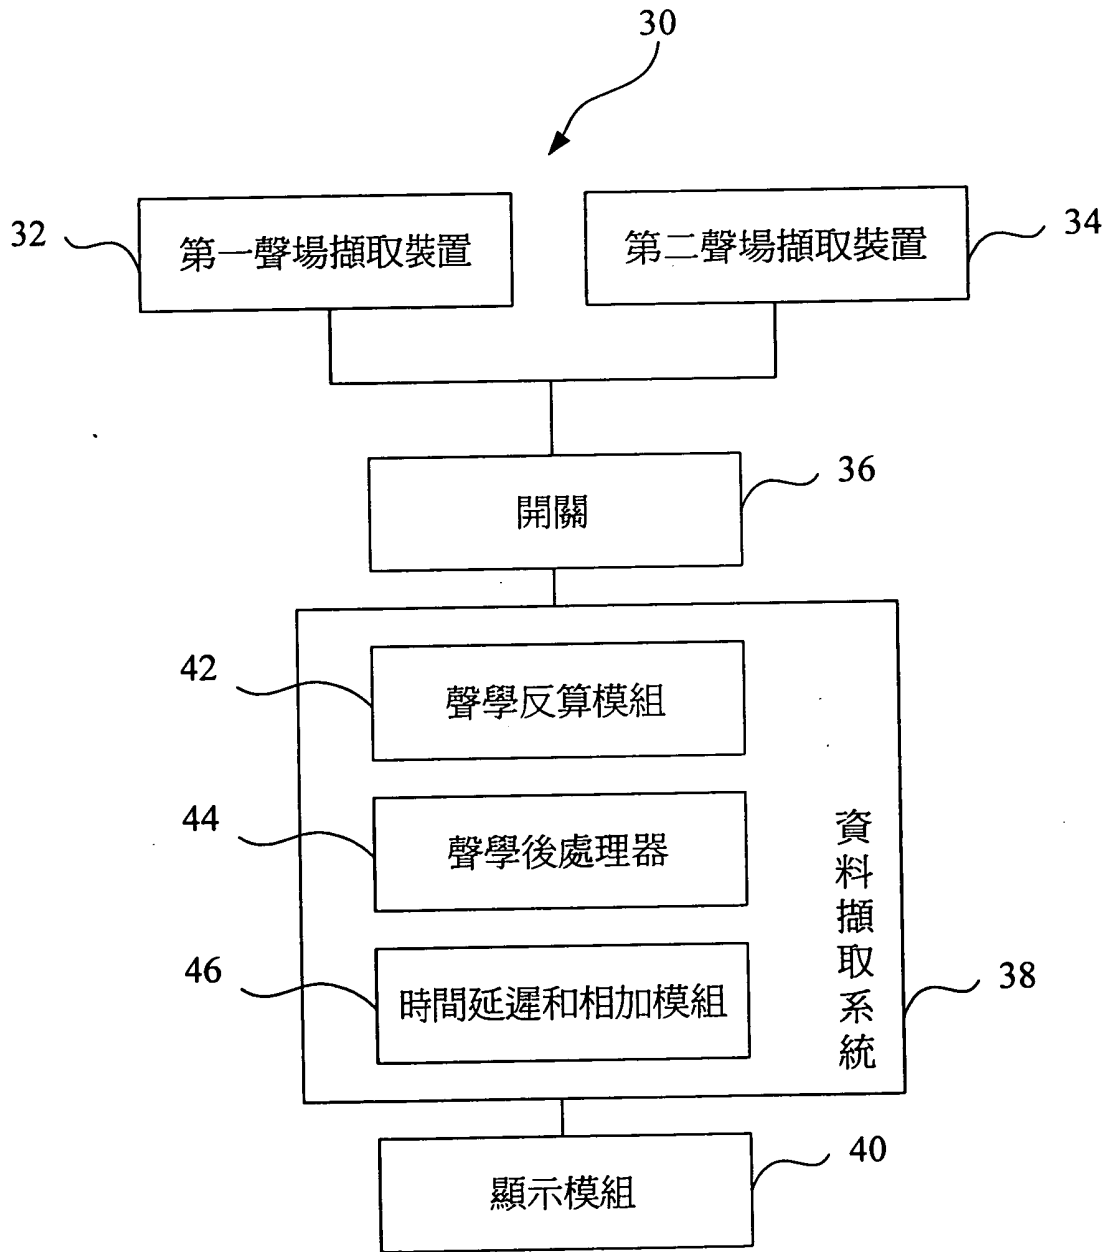 30
32
第一聲場擷取裝置
第二聲場擷取裝置
34
開關
36
42
聲學反算模組
44
聲學後處理器
46
時間延遲和相加模組
資料擷取系統
38
顯示模組
40